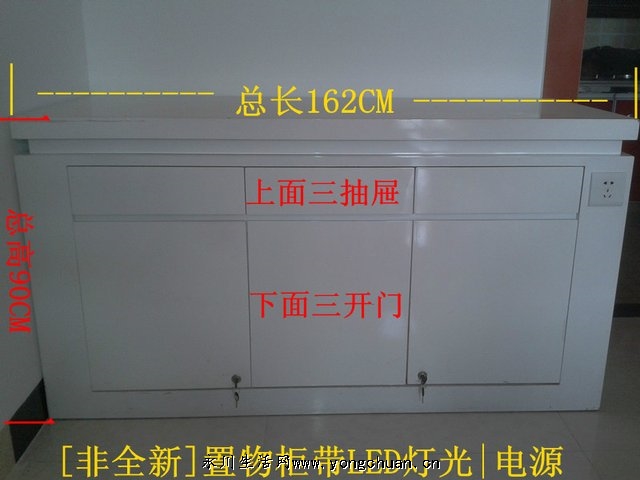 总长162CM
上面三抽屉
总高90CM
下面三开门
[非全新]置物柜带LED灯光|电源
永川生活网www.yongchuan.cn